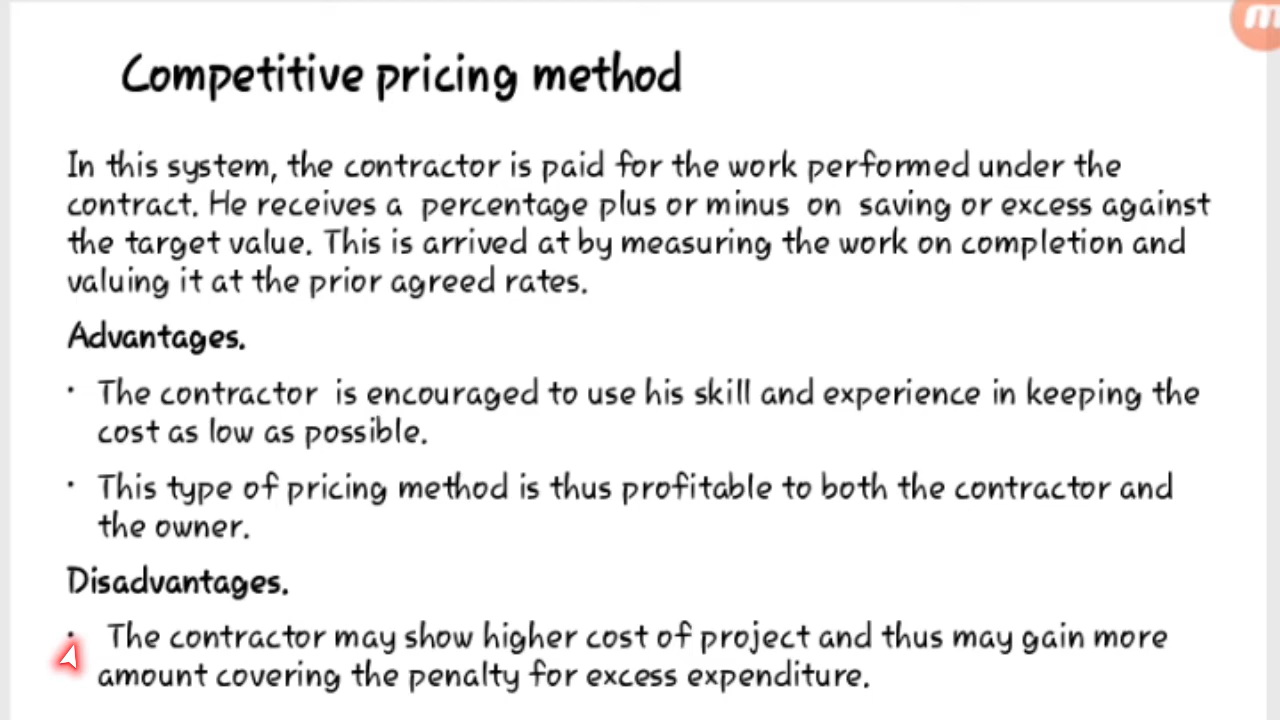 Competitive pricing method
In this system, the contractor is paid for the work performed under the
contract. He receives a percentage plus or minus on saving or excess against
the target value. This is arrived at by measuring the work on completion and
valuing it at the prior agreed rates.
Advantages.
• The contractor is encouraged to use his skill and experience in keeping the
cost as low as possible.
• This type of pricing method is thus profitable to both the contractor and
the owner.
Disadvantages.
• The contractor may show higher cost of project and thus may gain more
amount covering the penalty for excess expenditure.